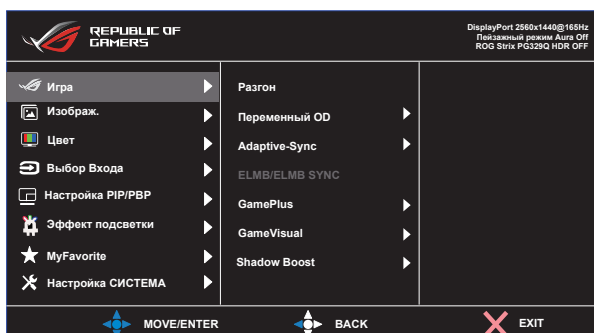 REPUBLIC OF
GAMERS
DisplayPort 2560x1440@165Hz
Пейзажный режим Aura Off
ROG Strix PG329Q HDR OFF
Игра
Изображ.
Цвет
Выбор Входа
Настройка PIP/PBP
Эффект подсветки
MyFavorite
Настройка СИСТЕМА
Разгон
Переменный OD
Adaptive-Sync
ELMB/ELMB SYNC
GamePlus
GameVisual
Shadow Boost
MOVE/ENTER
BACK
EXIT